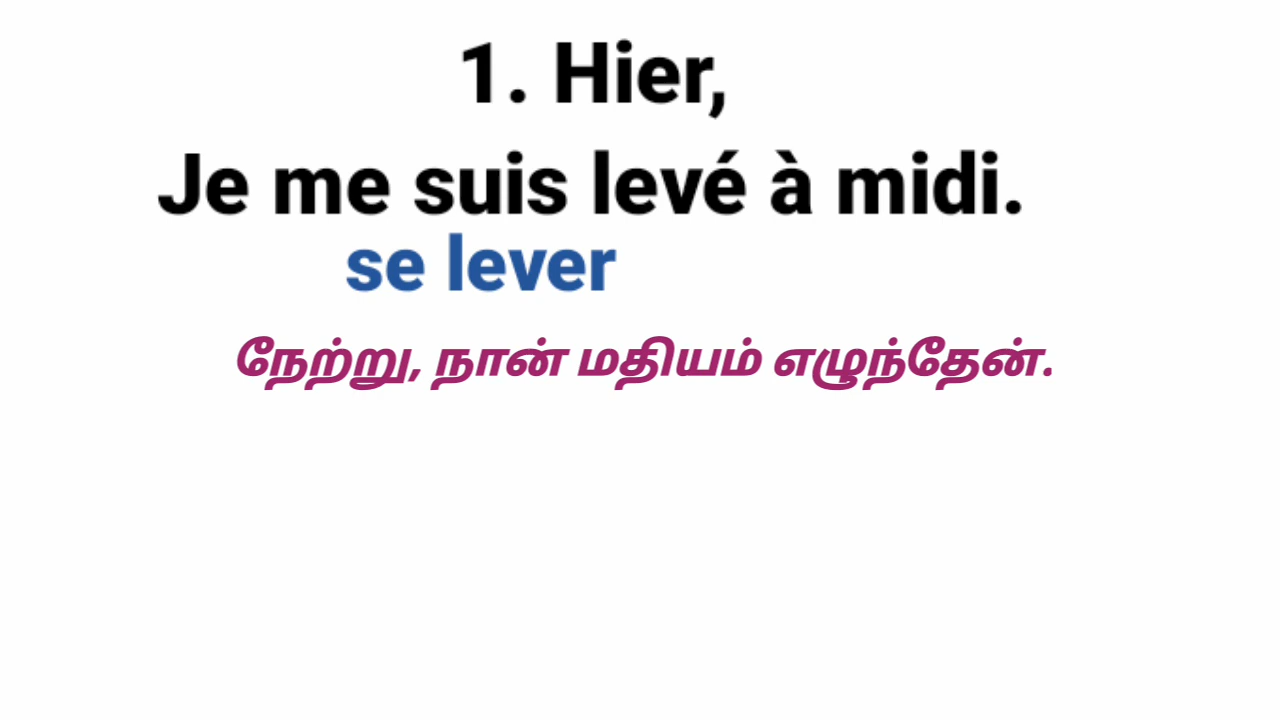 1. Hier,
Je me suis levé à midi.
se lever
நேற்று, நான் மதியம் எழுந்தேன்.